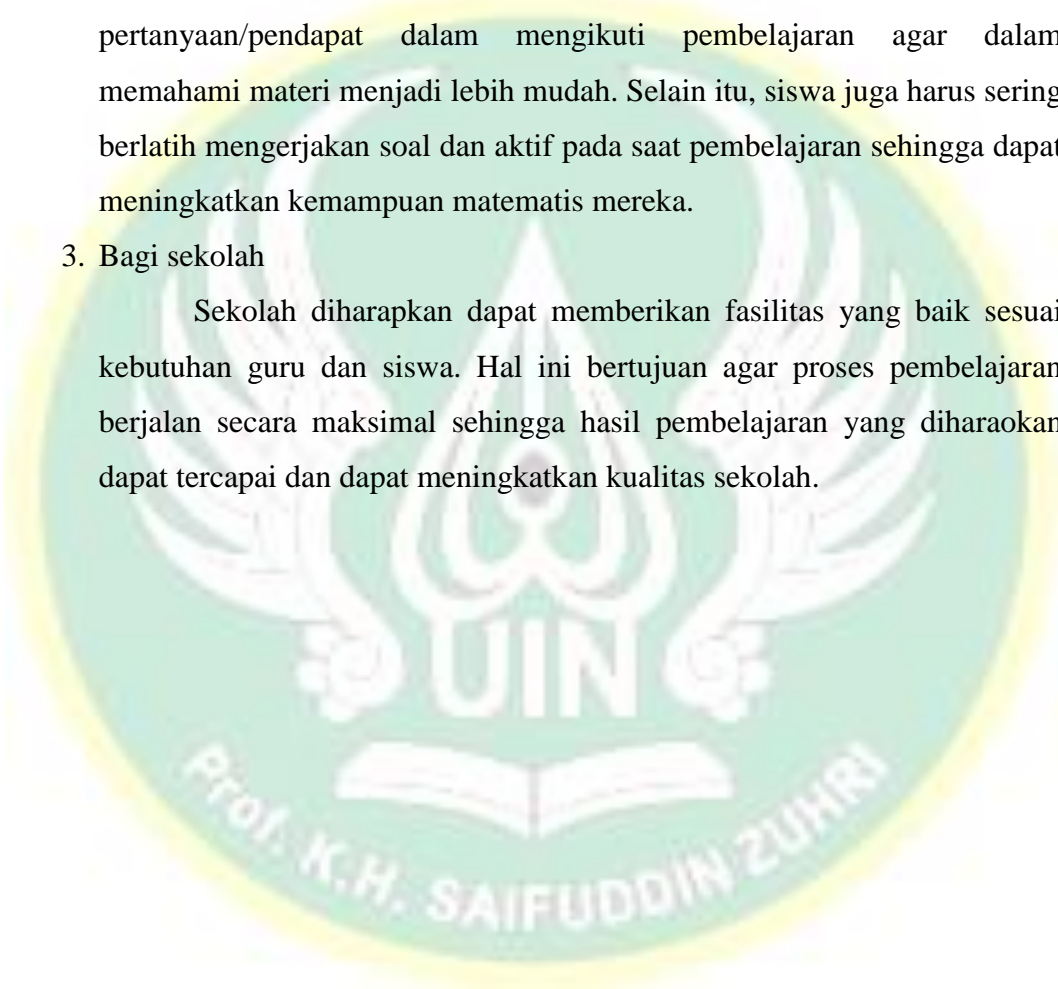 pertanyaan/pendapat dalam mengikuti pembelajaran agar dalam
memahami materi menjadi lebih mudah. Selain itu, siswa juga harus sering
berlatih mengerjakan soal dan aktif pada saat pembelajaran sehingga dapat
meningkatkan kemampuan matematis mereka.
3. Bagi sekolah
Sekolah diharapkan dapat memberikan fasilitas yang baik sesuai
kebutuhan guru dan siswa. Hal ini bertujuan agar proses pembelajaran
berjalan secara maksimal sehingga hasil pembelajaran yang diharaokan
dapat tercapai dan dapat meningkatkan kualitas sekolah.
UIN
Prof. K.H. SAIFUDDIN ZUHRI